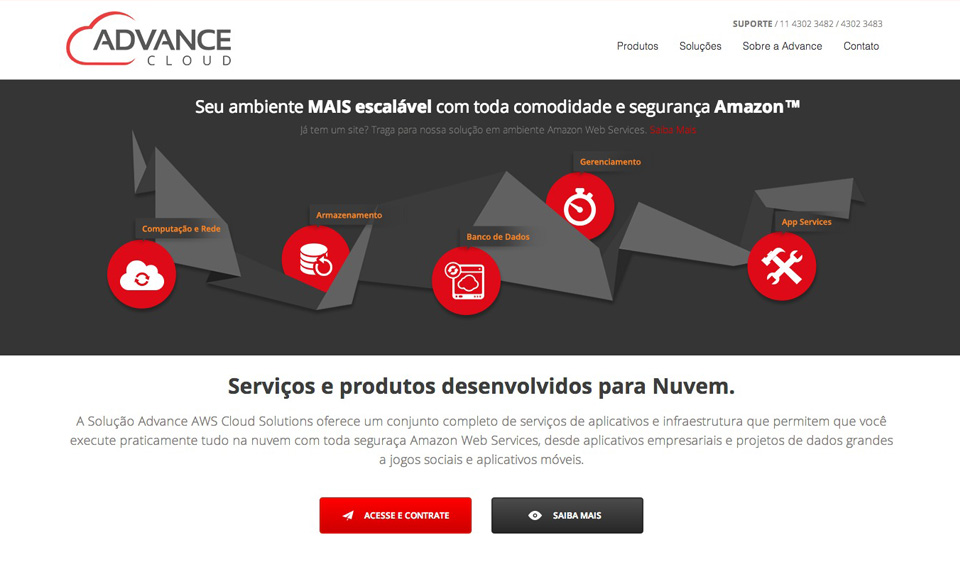 ADVANCE
CLOUD
SUPORTE / 11 4302 3482 / 4302 3483
Produtos Soluções Sobre a Advance Contato
Seu ambiente MAIS escalável com toda comodidade e segurança Amazon™
Já tem um site? Traga para nossa solução em ambiente Amazon Web Services. Saiba Mais
Gerenciamento
Armazenamento
App Services
Computação e Rede
Banco de Dados
Serviços e produtos desenvolvidos para Nuvem.
A Solução Advance AWS Cloud Solutions oferece um conjunto completo de serviços de aplicativos e infraestrutura que permitem que você
execute praticamente tudo na nuvem com toda seguraça Amazon Web Services, desde aplicativos empresariais e projetos de dados grandes
a jogos sociais e aplicativos móveis.
ACESSE E CONTRATE
SAIBA MAIS